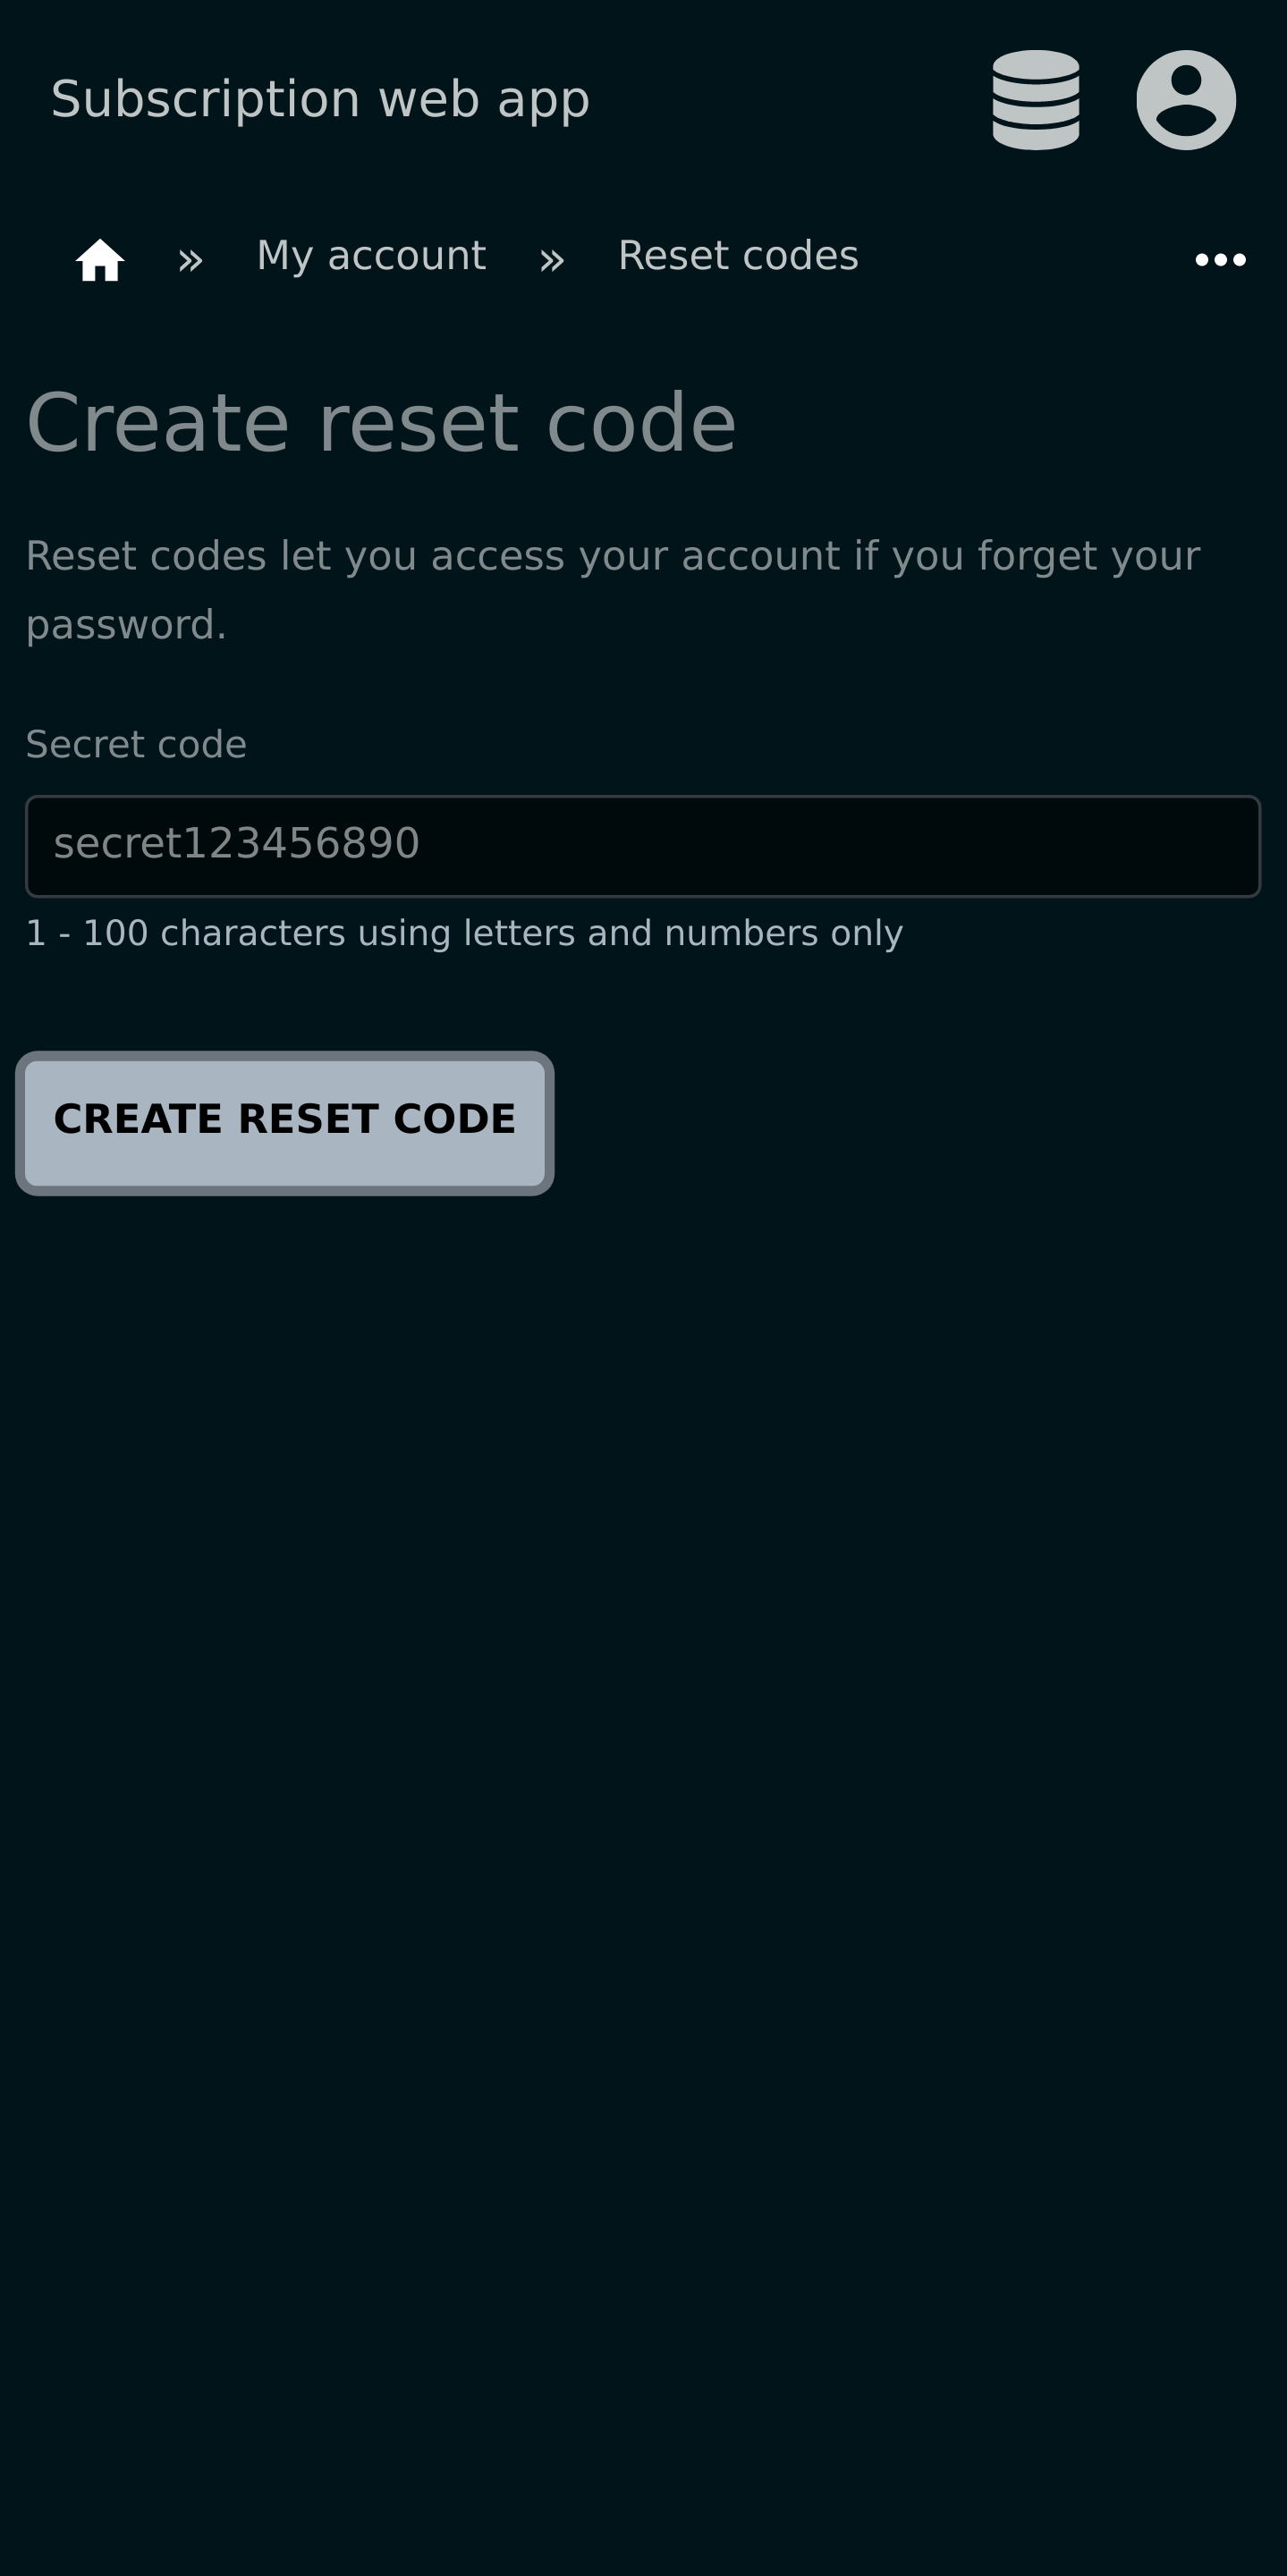 Subscription web app
» My account » Reset codes
Create reset code
Reset codes let you access your account if you forget your
password.
Secret code
secret123456890
1 - 100 characters using letters and numbers only
CREATE RESET CODE